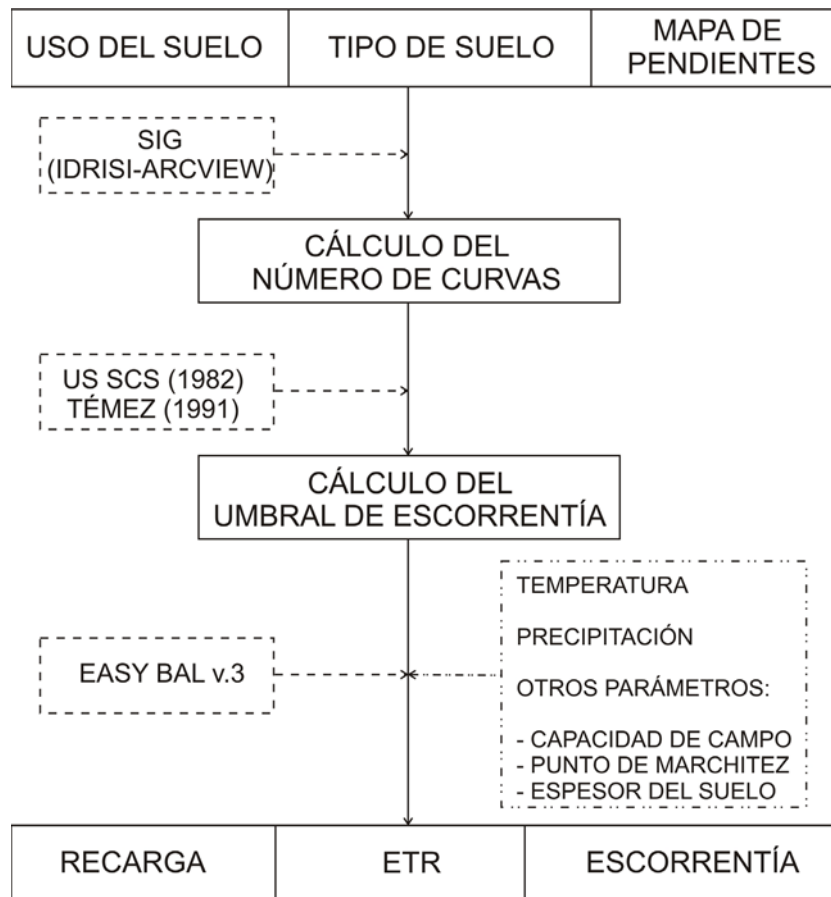 USO DEL SUELO
TIPO DE SUELO
MAPA DE
PENDIENTES
SIG
(IDRISI-ARCVIEW)
CÁLCULO DEL
NÚMERO DE CURVAS
US SCS (1982)
TÉMEZ (1991)
CÁLCULO DEL
UMBRAL DE ESCORRENTÍA
TEMPERATURA
PRECIPITACIÓN
OTROS PARÁMETROS:
- CAPACIDAD DE CAMPO
- PUNTO DE MARCHITEZ
- ESPESOR DEL SUELO
EASY BAL v.3
RECARGA
ETR
ESCORRENTÍA